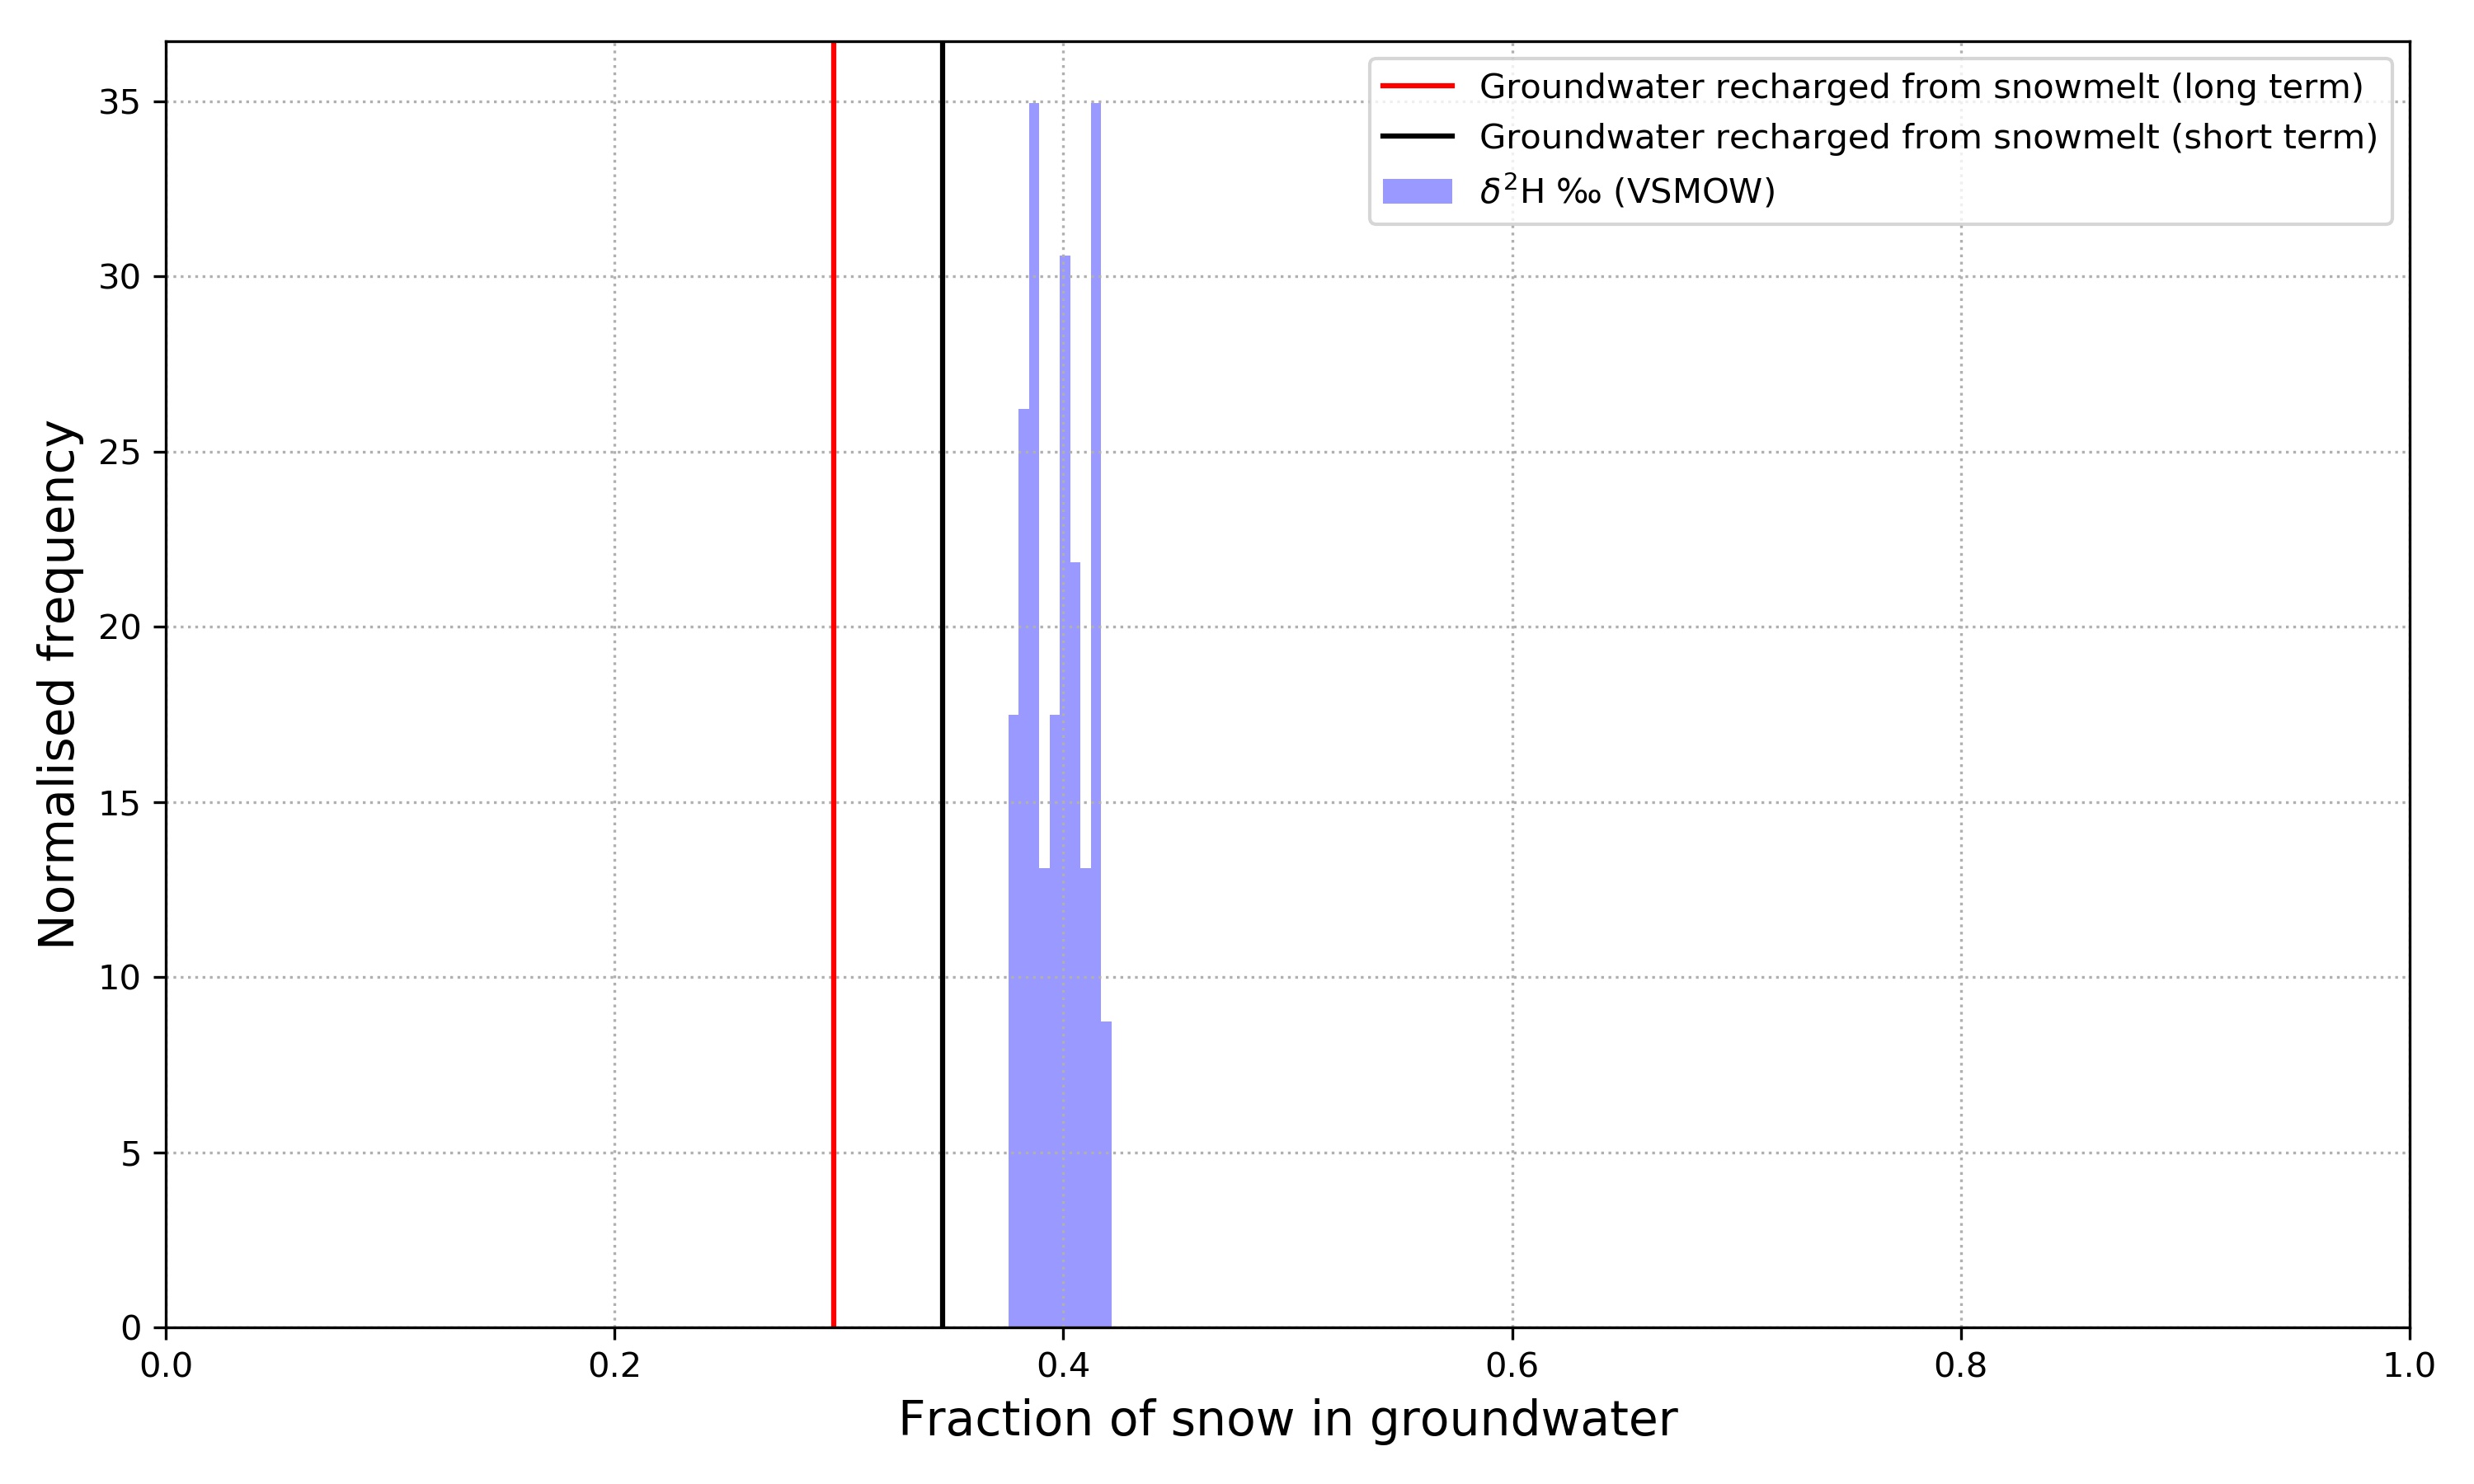 Groundwater recharged from snowmelt (long term)
Groundwater recharged from snowmelt (short term)
δ²H ‰ (VSMOW)
Normalised frequency
35
30
25
20
15
10
5
0
0.0 0.2 0.4 0.6 0.8 1.0
Fraction of snow in groundwater